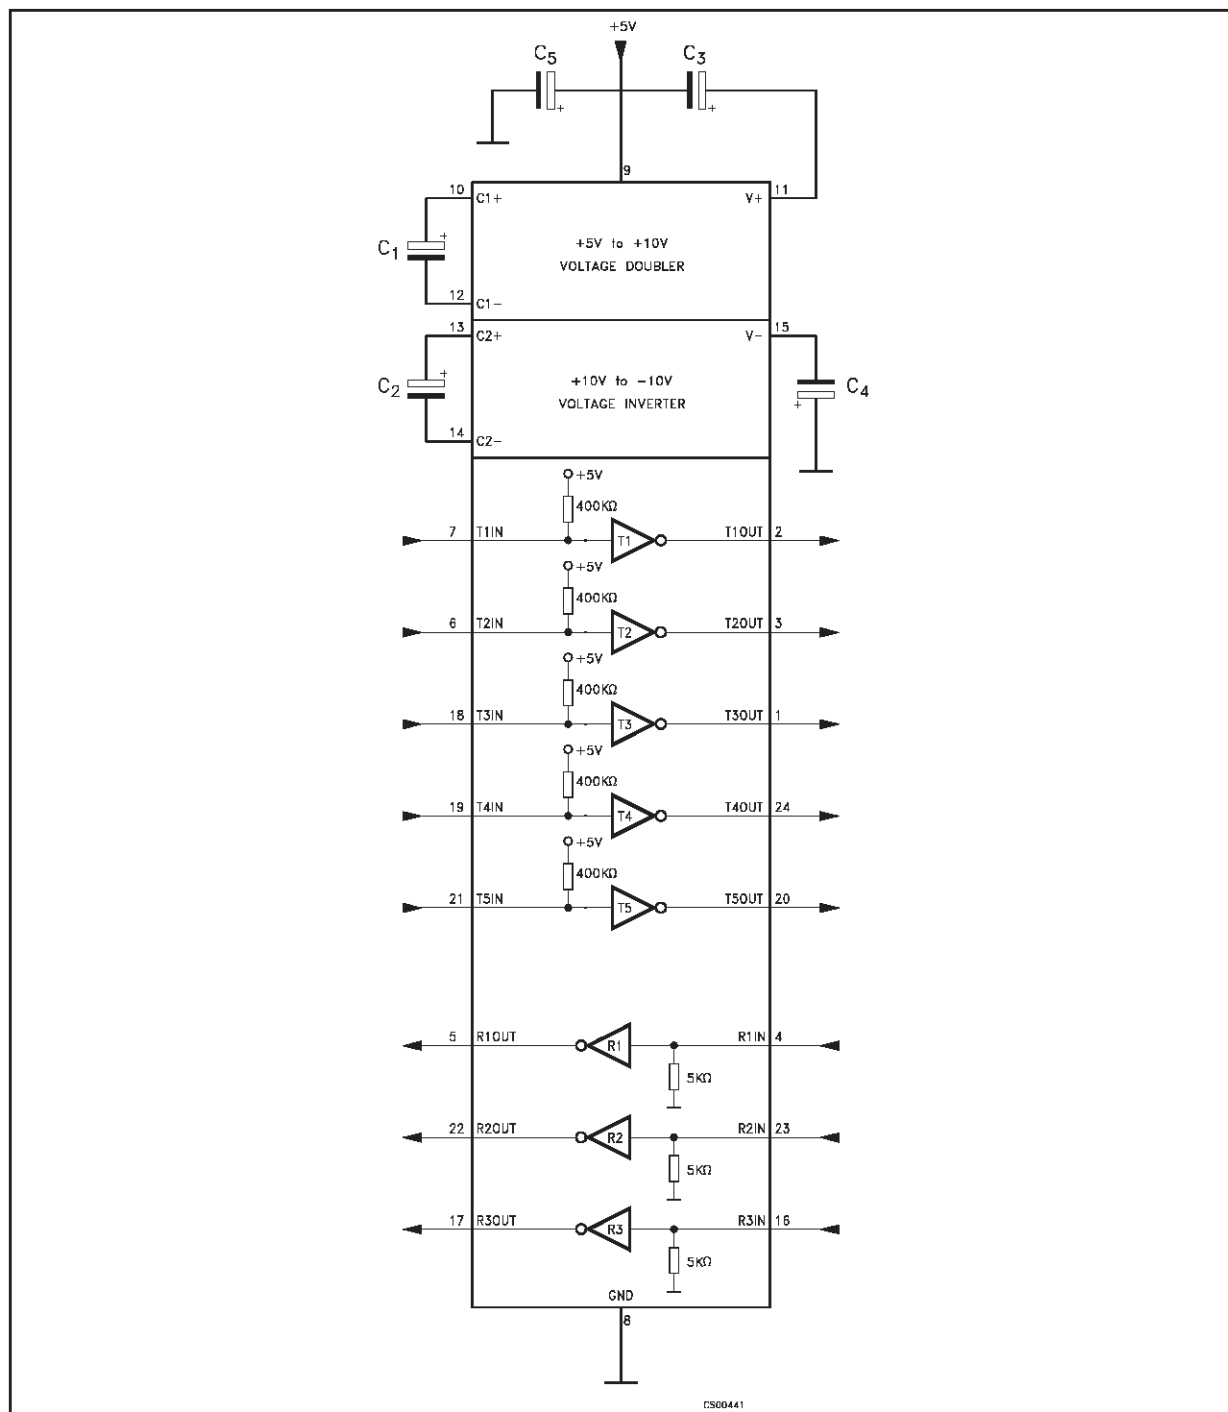 +5V
C5 C3
+ +
9
10 C1+ V+ 11
C1 +
+5V to +10V
VOLTAGE DOUBLER
12 C1-
13 C2+ V- 15
C2 +
+10V to -10V
VOLTAGE INVERTER
C4
+
14 C2-
+5V
400KΩ
7 T1IN T1 T1OUT 2
+5V
400KΩ
6 T2IN T2 T2OUT 3
+5V
400KΩ
18 T3IN T3 T3OUT 1
+5V
400KΩ
19 T4IN T4 T4OUT 24
+5V
400KΩ
21 T5IN T5 T5OUT 20
5 R1OUT R1 R1IN 4
5KΩ
22 R2OUT R2 R2IN 23
5KΩ
17 R3OUT R3 R3IN 16
5KΩ
GND
8
CS00441